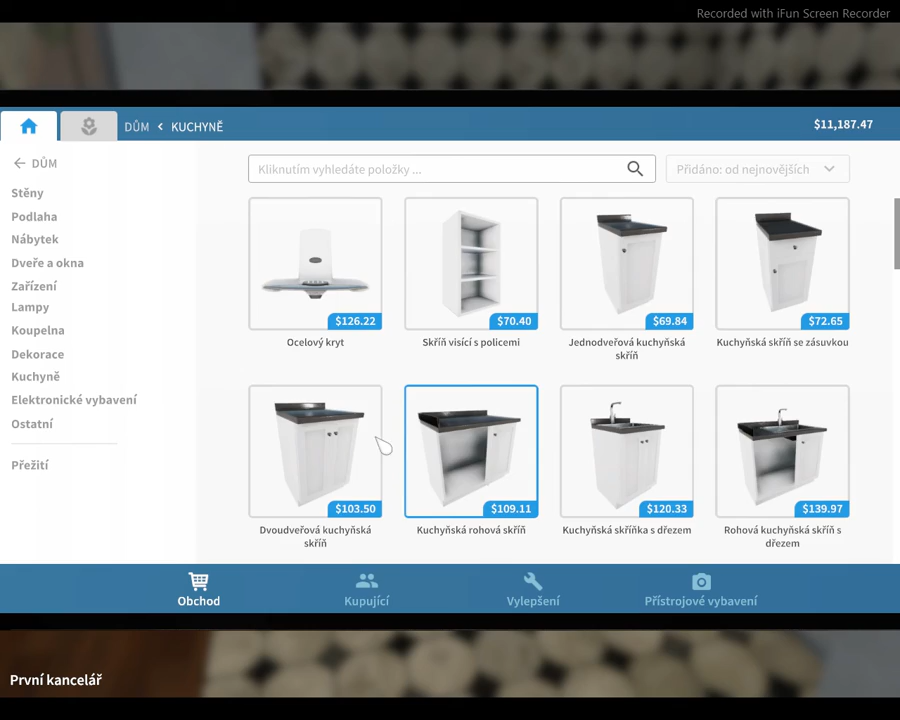 Recorded with iFun Screen Recorder
DŮM < KUCHYNĚ
$11,187.47
DŮM
Stěny
Podlaha
Nábytek
Dveře a okna
Zařízení
Lampy
Koupelna
Dekorace
Kuchyně
Elektronické vybavení
Ostatní
Přežití
Kliknutím vyhledáte položky ...
Přidáno: od nejnovějších
$126.22
$70.40
$69.84
$72.65
Ocelový kryt
Skříň visící s policemi
Jednodveřová kuchyňská
skříň
Kuchyňská skříň se zásuvkou
$103.50
$109.11
$120.33
$139.97
Dvoudveřová kuchyňská
skříň
Kuchyňská rohová skříň
Kuchyňská skříňka s dřezem
Rohová kuchyňská skříň s
dřezem
Obchod
Kupující
Vylepšení
Přístrojové vybavení
První kancelář